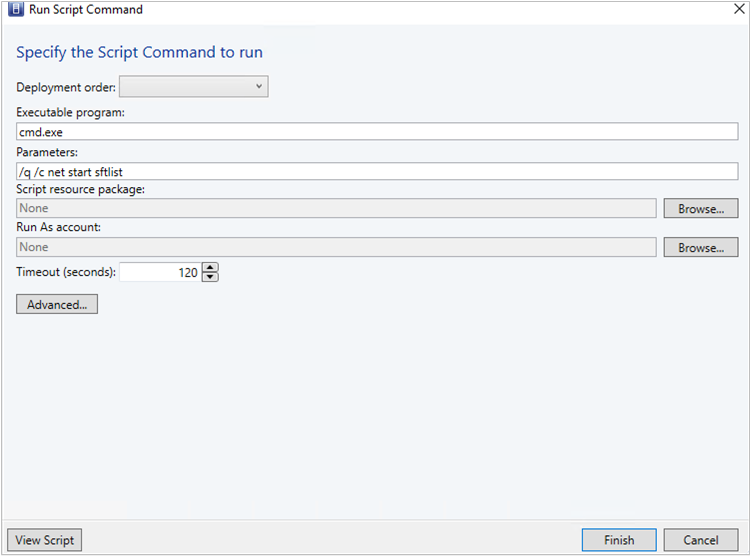 Run Script Command
Specify the Script Command to run
Deployment order:
Executable program:
cmd.exe
Parameters:
/q /c net start sftlist
Script resource package:
None Browse...
Run As account:
None Browse...
Timeout (seconds): 120
Advanced...
View Script Finish Cancel